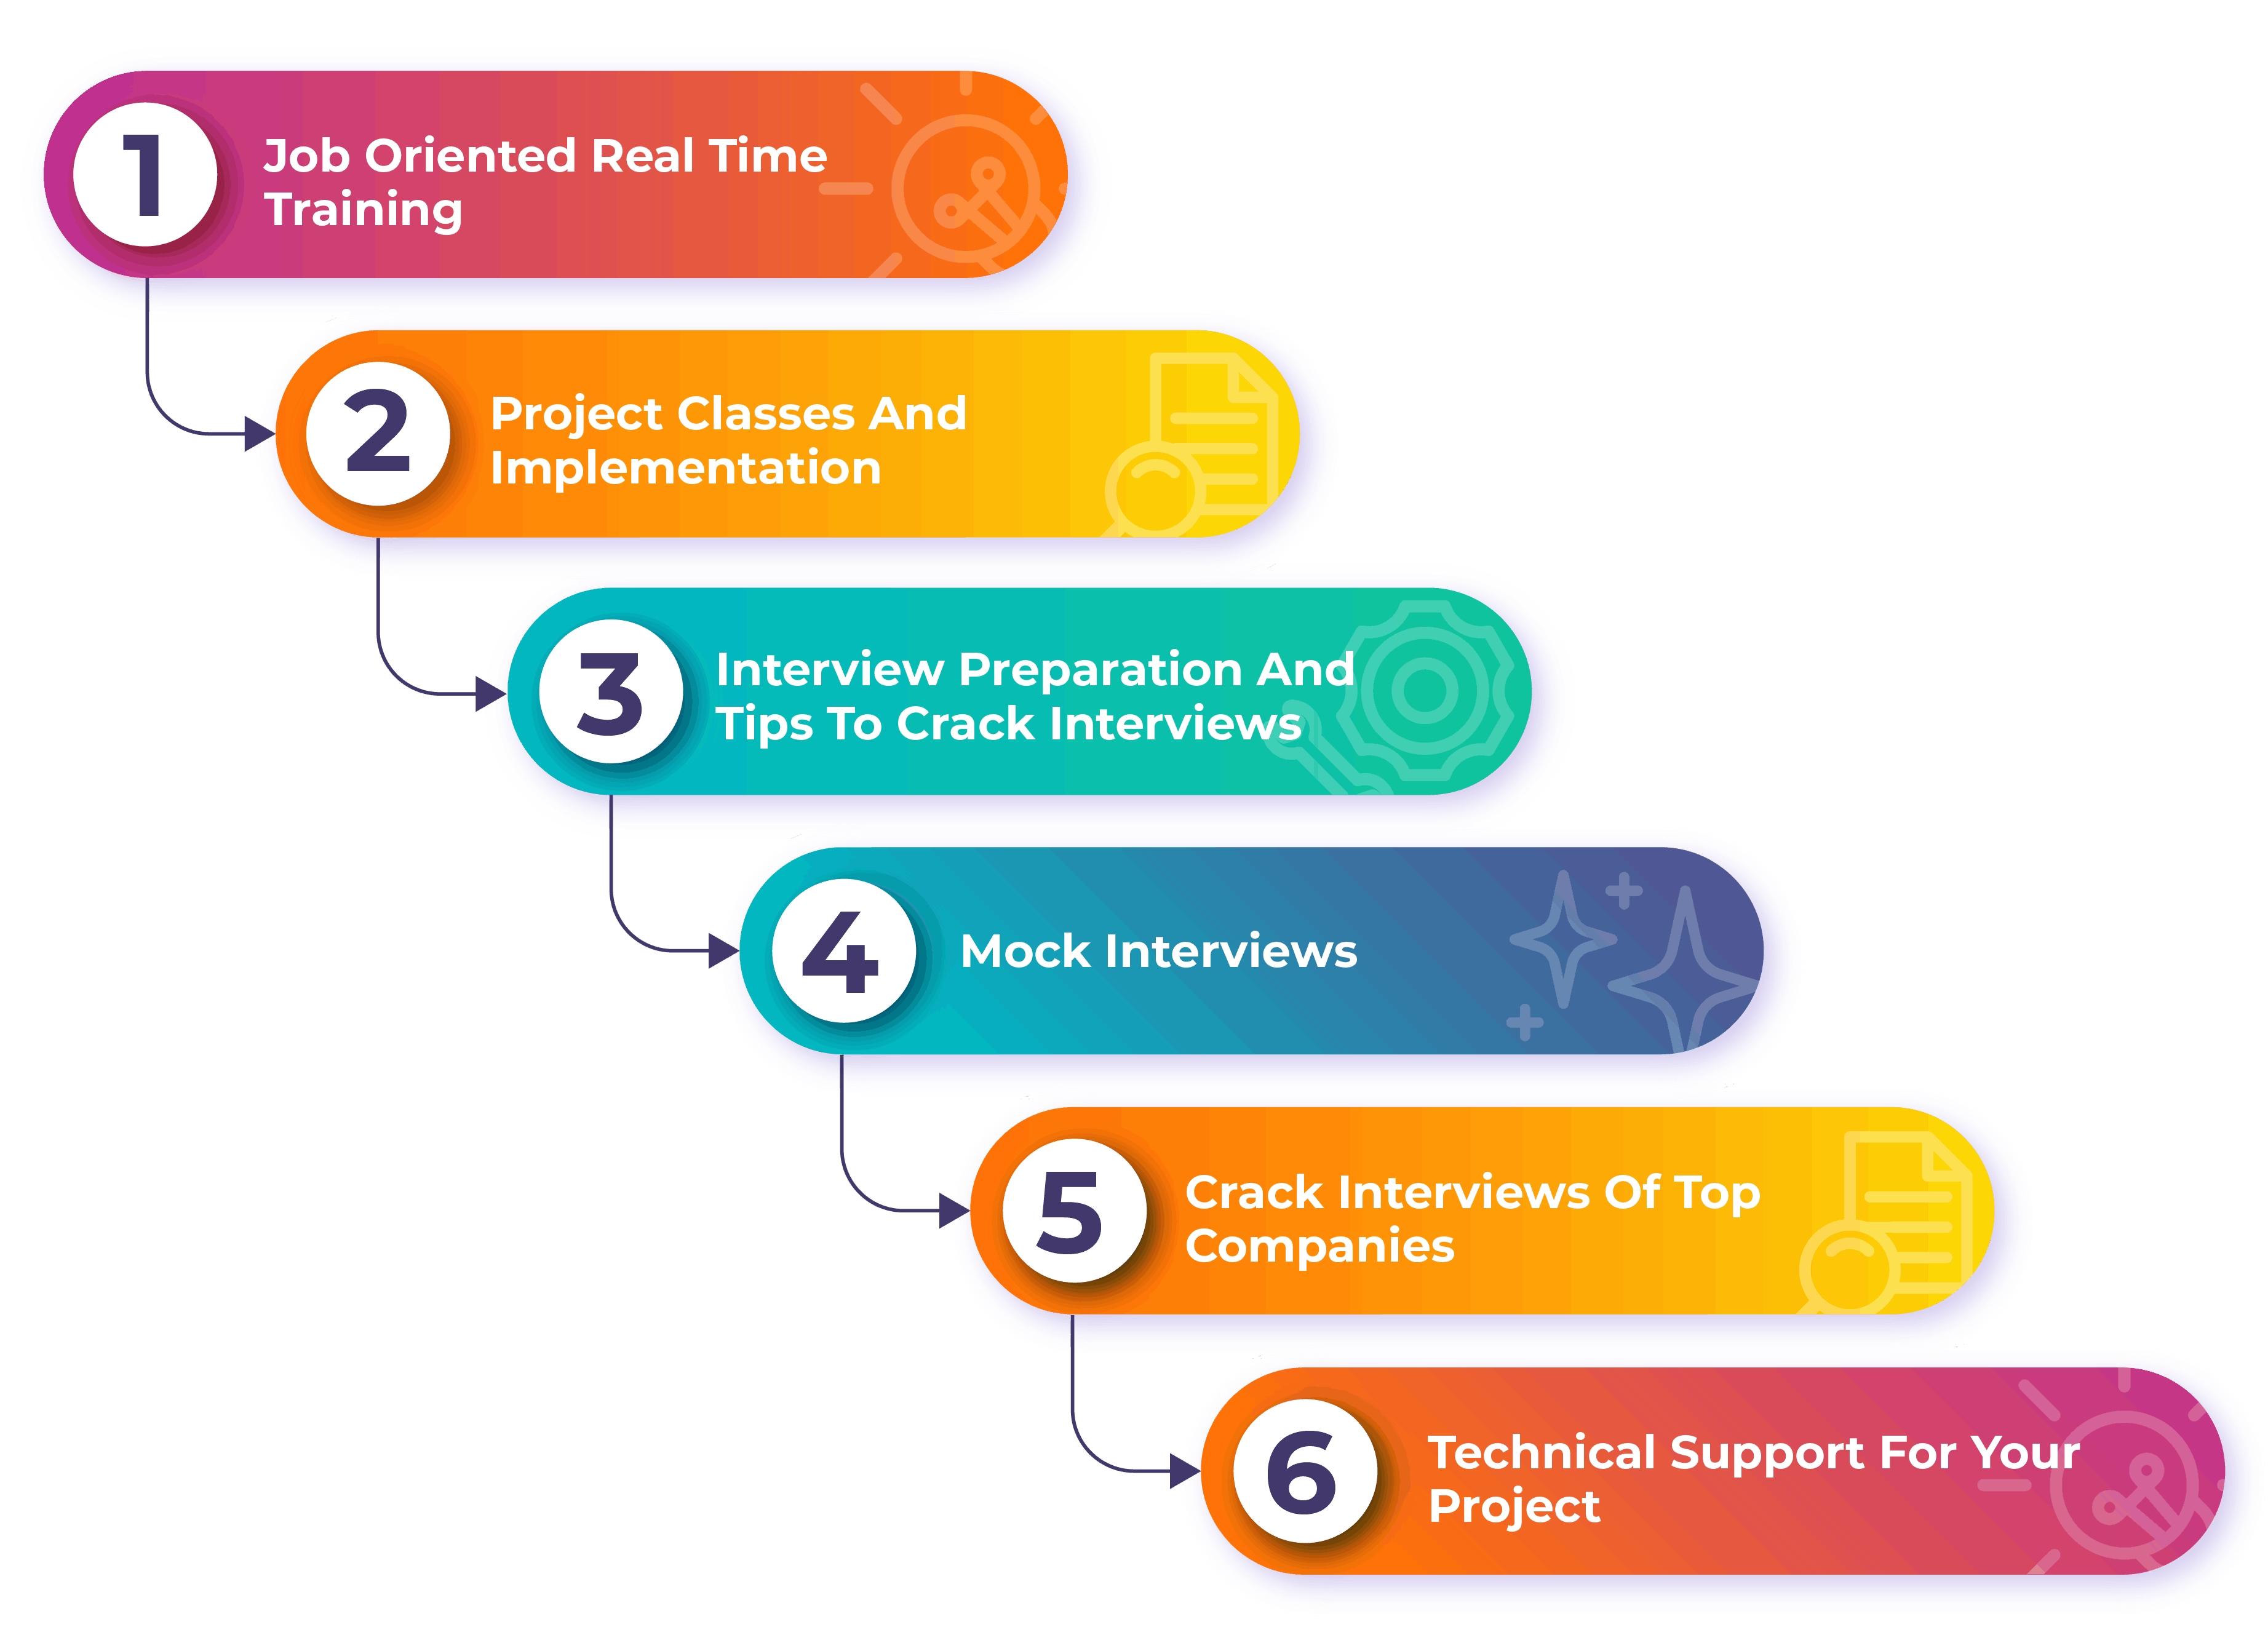 1
Job Oriented Real Time
Training
2
Project Classes And
Implementation
3
Interview Preparation And
Tips To Crack Interviews
4
Mock Interviews
5
Crack Interviews Of Top
Companies
6
Technical Support For Your
Project